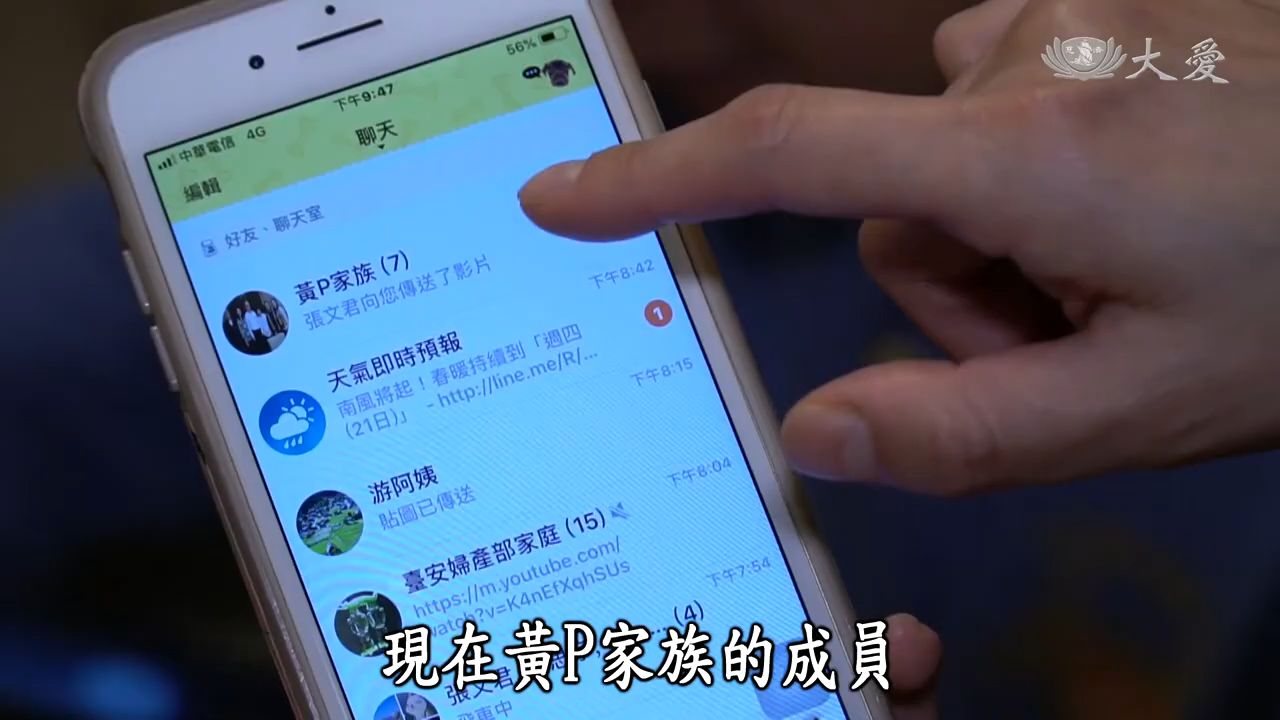 大愛
56%
下午9:47
中華電信 4G
聊天
編輯
好友、聊天室
黃P家族 (7)
張文君向您傳送了影片
下午8:42
1
天氣即時預報
南風將起！春暖持續到「週四
(21日)」 - http://line.me/R/...
下午8:15
游阿姨
貼圖已傳送
下午8:04
臺安婦產部家庭 (15)
https://m.youtube.com/
watch?v=K4nEfXqhSUs
下午7:54
(4)
張文君
現在黃P家族的成員